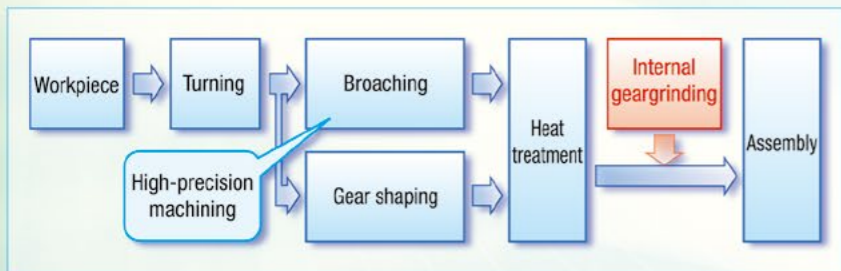 Workpiece
Turning
Broaching
High-precision
machining
Gear shaping
Heat
treatment
Internal
geargrinding
Assembly